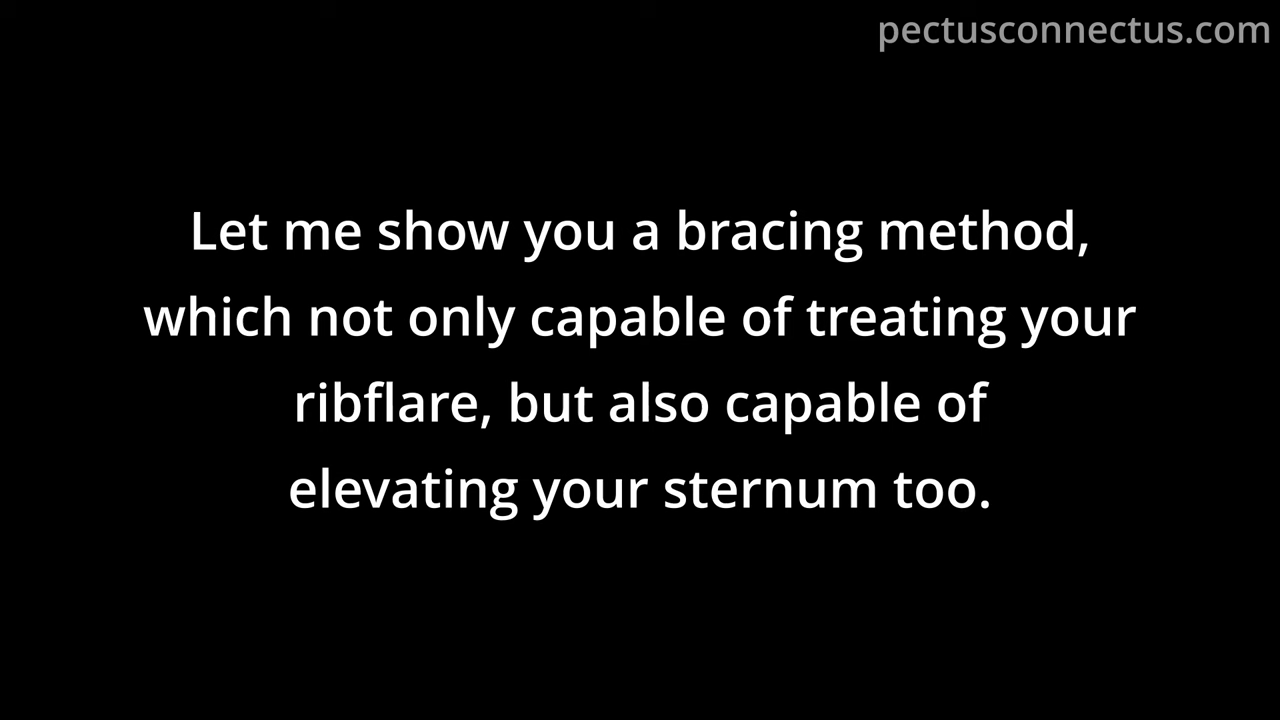 pectusconnectus.com
Let me show you a bracing method,
which not only capable of treating your
ribflare, but also capable of
elevating your sternum too.